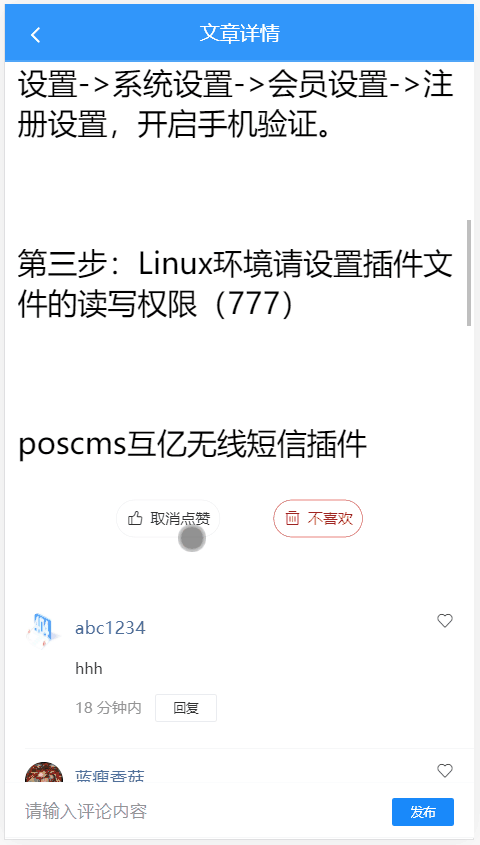 文章详情
设置->系统设置->会员设置->注
册设置，开启手机验证。
第三步：Linux环境请设置插件文
件的读写权限（777）
poscms互亿无线短信插件
取消点赞 不喜欢
abc1234
hhh
18 分钟内 回复
蓝瘦香菇
请输入评论内容 发布